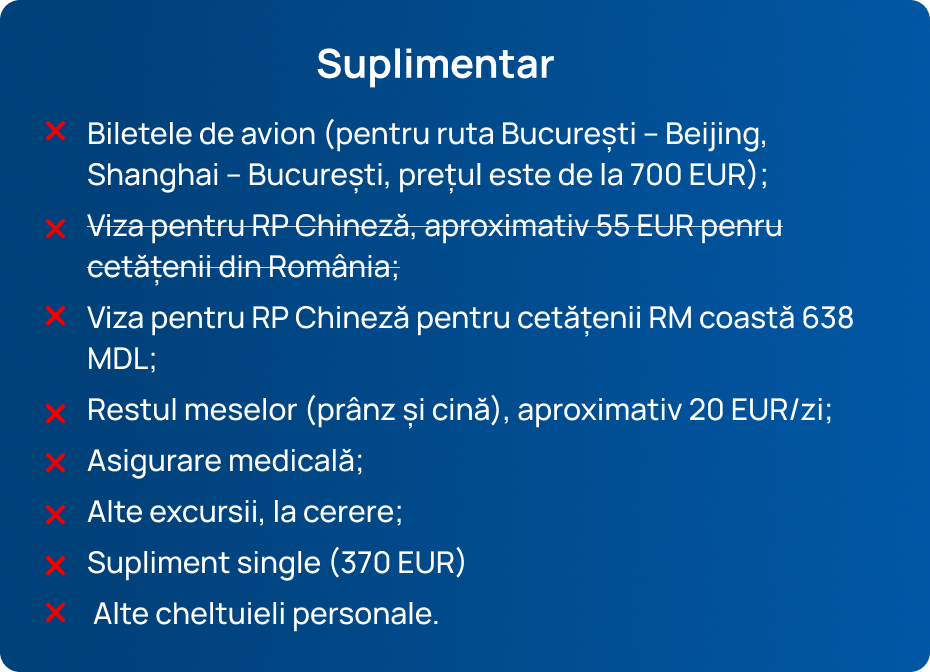 Suplimentar
Biletele de avion (pentru ruta București – Beijing,
Shanghai – București, prețul este de la 700 EUR);
Viza pentru RP Chineză, aproximativ 55 EUR penru
cetățenii din România;
Viza pentru RP Chineză pentru cetățenii RM coastă 638
MDL;
Restul meselor (prânz și cină), aproximativ 20 EUR/zi;
Asigurare medicală;
Alte excursii, la cerere;
Supliment single (370 EUR)
Alte cheltuieli personale.